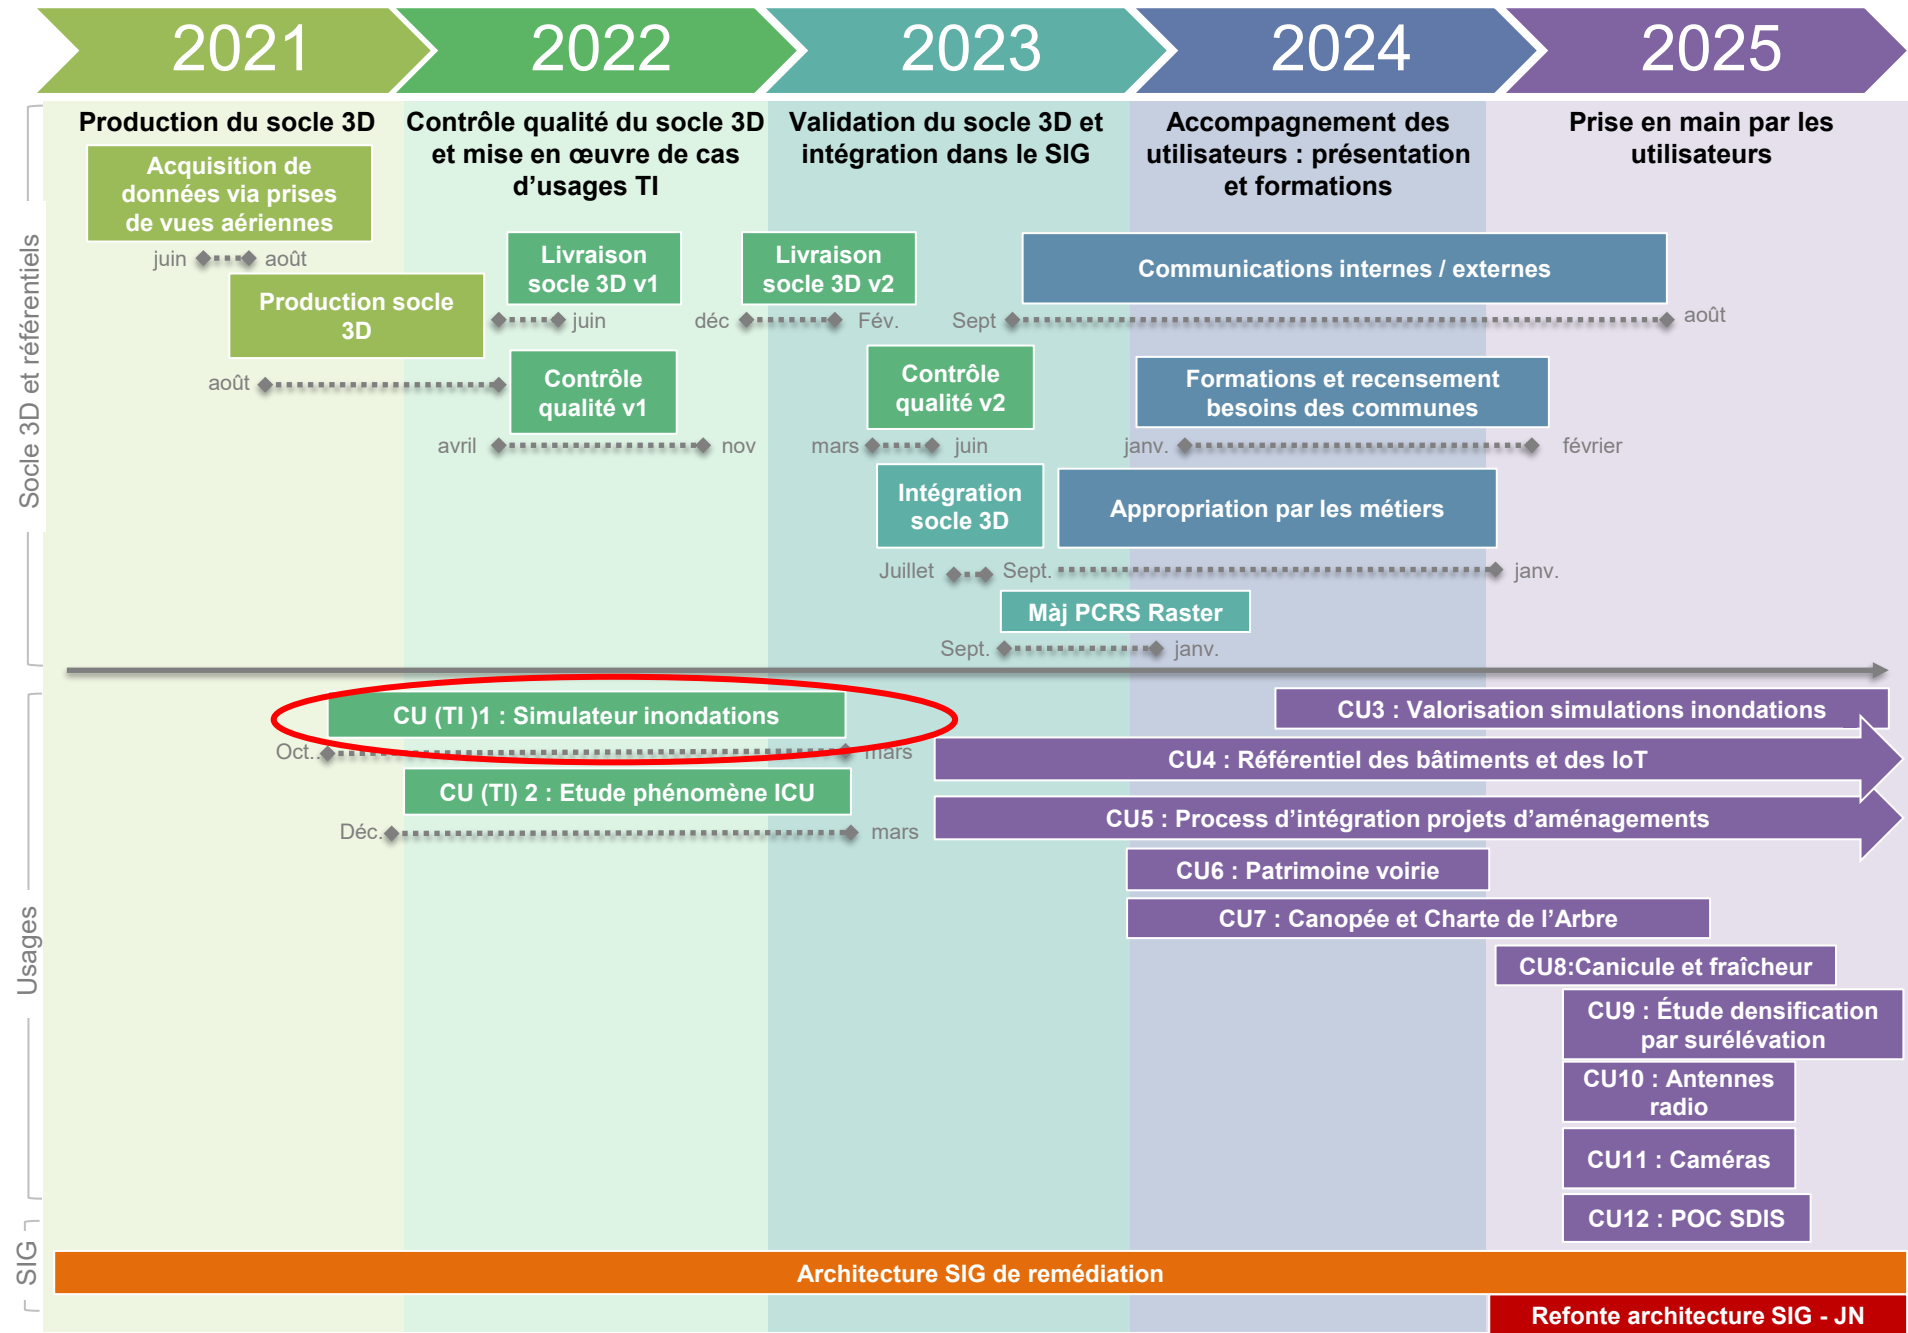 2021
2022
2023
2024
2025
Production du socle 3D
Contrôle qualité du socle 3D
et mise en œuvre de cas
d'usages TI
Validation du socle 3D et
intégration dans le SIG
Accompagnement des
utilisateurs : présentation
et formations
Prise en main par les
utilisateurs
Socle 3D et référentiels
Acquisition de
données via prises
de vues aériennes
juin
août
Production socle
3D
août
Livraison
socle 3D v1
juin
Livraison
socle 3D v2
déc
Fév.
Communications internes / externes
Sept
août
Contrôle
qualité v1
avril
nov
Contrôle
qualité v2
mars
juin
Formations et recensement
besoins des communes
janv.
février
Intégration
socle 3D
Juillet
Appropriation par les métiers
Sept.
janv.
Màj PCRS Raster
Sept.
janv.
Usages
CU (TI )1 : Simulateur inondations
Oct.
mars
CU (TI) 2 : Etude phénomène ICU
Déc.
mars
CU3 : Valorisation simulations inondations
CU4 : Référentiel des bâtiments et des IoT
CU5 : Process d'intégration projets d'aménagements
CU6 : Patrimoine voirie
CU7 : Canopée et Charte de l'Arbre
CU8:Canicule et fraîcheur
CU9 : Étude densification
par surélévation
CU10 : Antennes
radio
CU11 : Caméras
CU12 : POC SDIS
SIG
Architecture SIG de remédiation
Refonte architecture SIG - JN